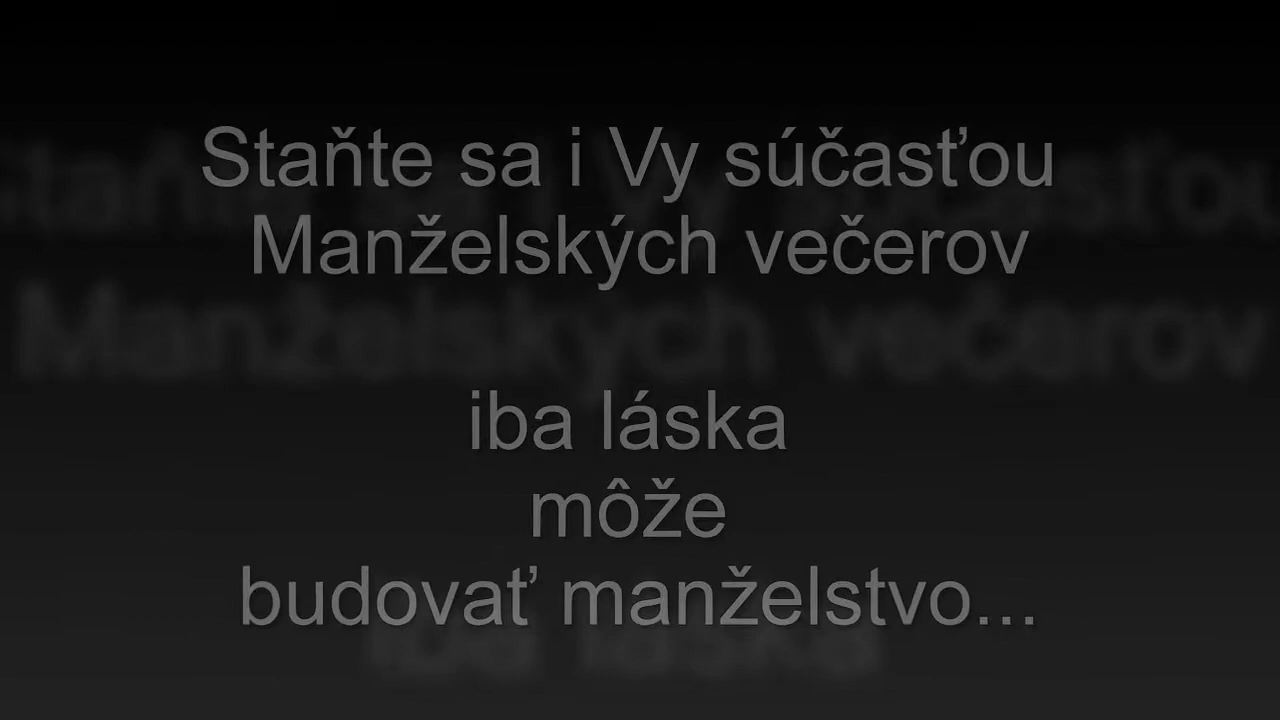 Staňte sa i Vy súčasťou
Manželských večerov
iba láska
môže
budovať manželstvo...